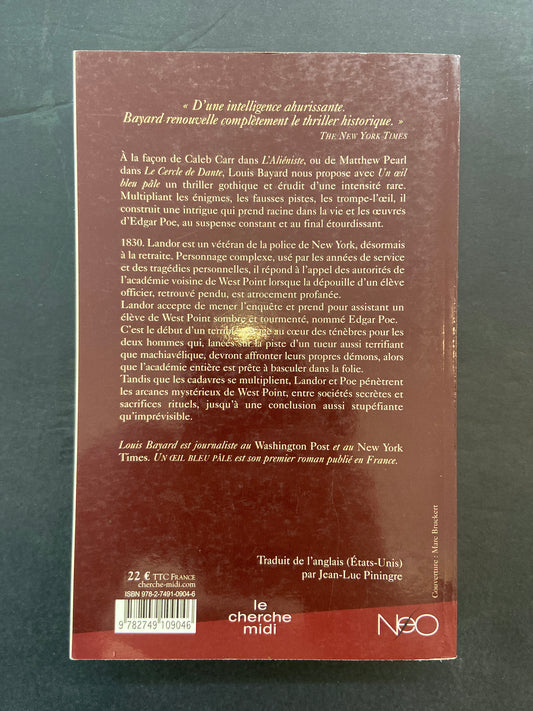 « D'une intelligence ahurissante.
Bayard renouvelle complètement le thriller historique. »
THE NEW YORK TIMES
À la façon de Caleb Carr dans L'Aliéniste, ou de Matthew Pearl
dans Le Cercle de Dante, Louis Bayard nous propose avec Un œil
bleu pâle un thriller gothique et érudit d'une intensité rare.
Multipliant les énigmes, les fausses pistes, les trompe-l'œil, il
construit une intrigue qui prend racine dans la vie et les œuvres
d'Edgar Poe, au suspense constant et au final étourdissant.
1830. Landor est un vétéran de la police de New York, désormais
à la retraite. Personnage complexe, usé par les années de service
et des tragédies personnelles, il répond à l'appel des autorités de
l'académie voisine de West Point lorsque la dépouille d'un élève
officier, retrouvé pendu, est atrocement profanée.
Landor accepte de mener l'enquête et prend pour assistant un
élève de West Point sombre et tourmenté, nommé Edgar Poe.
C'est le début d'un terrible au cœur des ténèbres pour les
deux hommes qui, lancés sur la piste d'un tueur aussi terrifiant
que machiavélique, devront affronter leurs propres démons, alors
que l'académie entière est prête à basculer dans la folie.
Tandis que les cadavres se multiplient, Landor et Poe pénètrent
les arcanes mystérieux de West Point, entre sociétés secrètes et
sacrifices rituels, jusqu'à une conclusion aussi stupéfiante
qu'imprévisible.
Louis Bayard est journaliste au Washington Post et au New York
Times. UN ŒIL BLEU PÂLE est son premier roman publié en France.
Couverture : Marc Bruckert
Traduit de l'anglais (États-Unis)
par Jean-Luc Piningre
22 € TTC FRANCE
cherche-midi.com
ISBN 978-2-7491-0904-6
9 782749 109046
le
cherche
midi
NEO